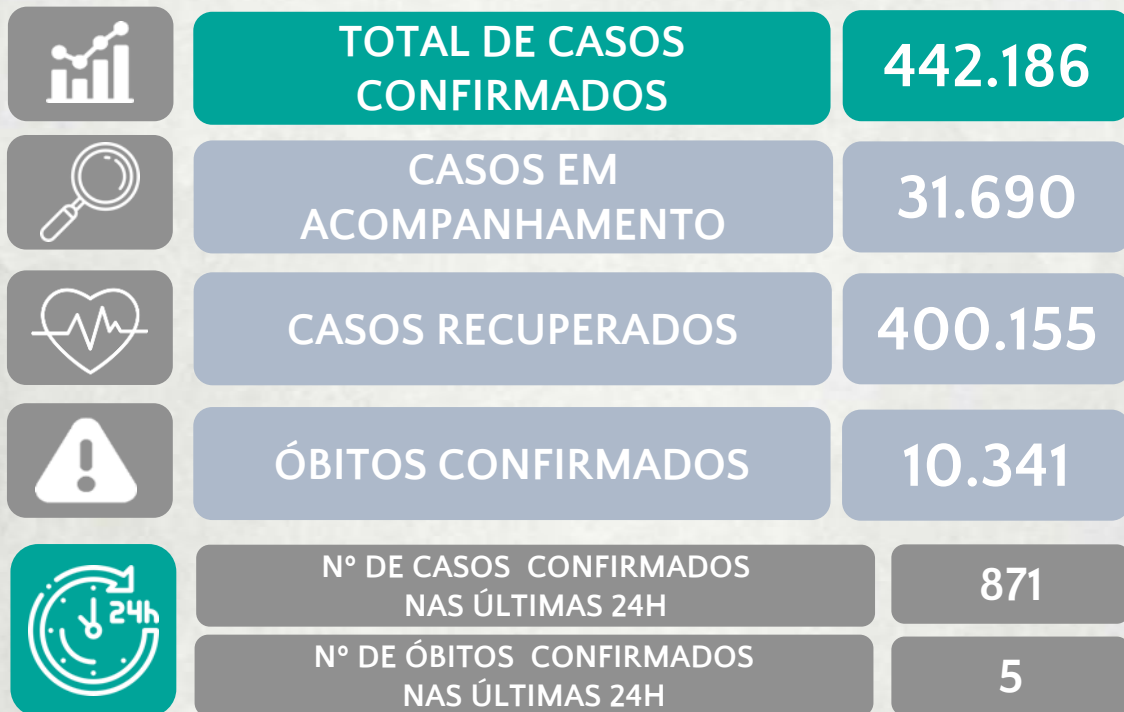 TOTAL DE CASOS
CONFIRMADOS
442.186
CASOS EM
ACOMPANHAMENTO
31.690
CASOS RECUPERADOS
400.155
ÓBITOS CONFIRMADOS
10.341
24h
Nº DE CASOS CONFIRMADOS
NAS ÚLTIMAS 24H
871
Nº DE ÓBITOS CONFIRMADOS
NAS ÚLTIMAS 24H
5